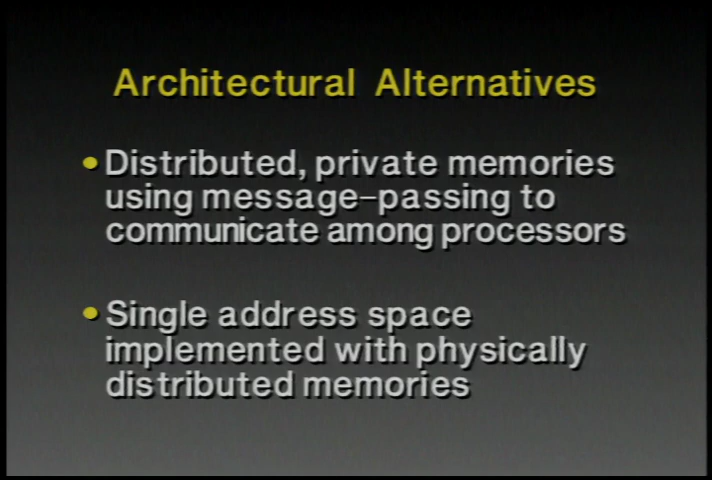 Architectural Alternatives
• Distributed, private memories
using message-passing to
communicate among processors
• Single address space
implemented with physically
distributed memories